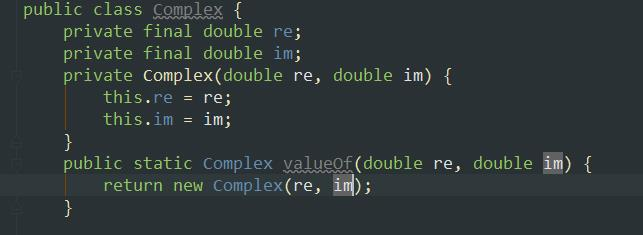 public class Complex {
    private final double re;
    private final double im;
    private Complex(double re, double im) {
        this.re = re;
        this.im = im;
    }
    public static Complex valueOf(double re, double im) {
        return new Complex(re, im);
    }